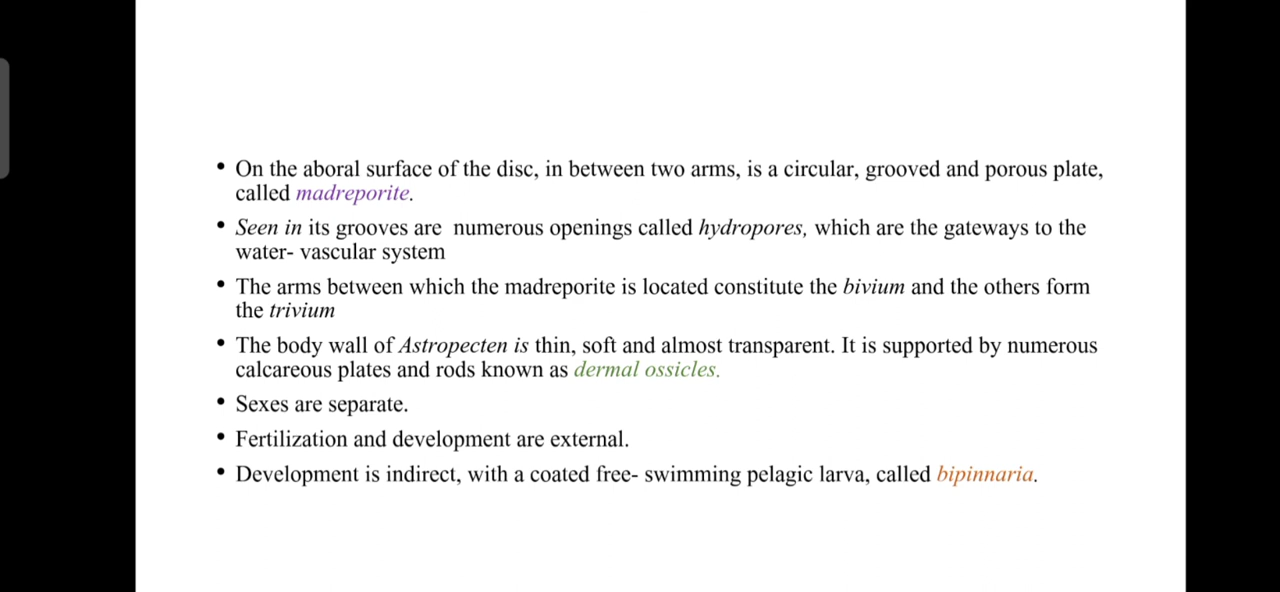 • On the aboral surface of the disc, in between two arms, is a circular, grooved and porous plate,
called madreporite.
• Seen in its grooves are numerous openings called hydropores, which are the gateways to the
water- vascular system
• The arms between which the madreporite is located constitute the bivium and the others form
the trivium
• The body wall of Astropecten is thin, soft and almost transparent. It is supported by numerous
calcareous plates and rods known as dermal ossicles.
• Sexes are separate.
• Fertilization and development are external.
• Development is indirect, with a coated free- swimming pelagic larva, called bipinnaria.